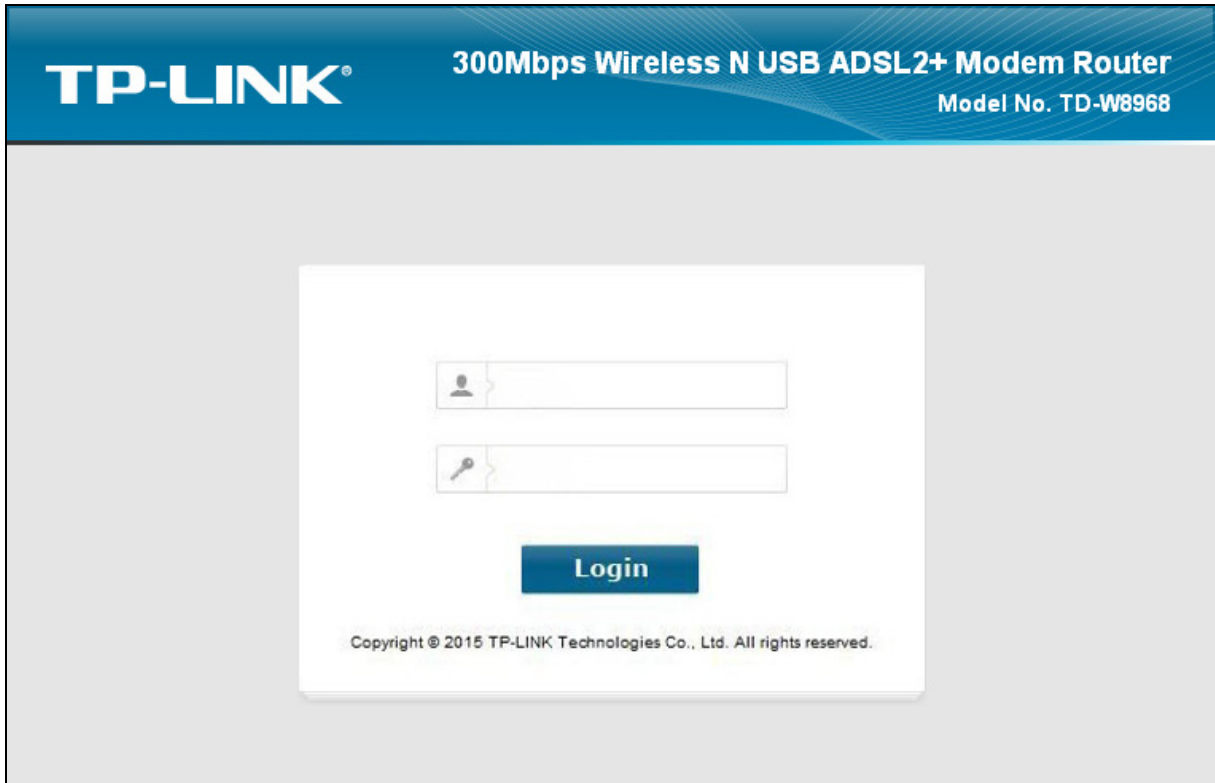 TP-LINK®
300Mbps Wireless N USB ADSL2+ Modem Router
Model No. TD-W8968
Login
Copyright © 2015 TP-LINK Technologies Co., Ltd. All rights reserved.